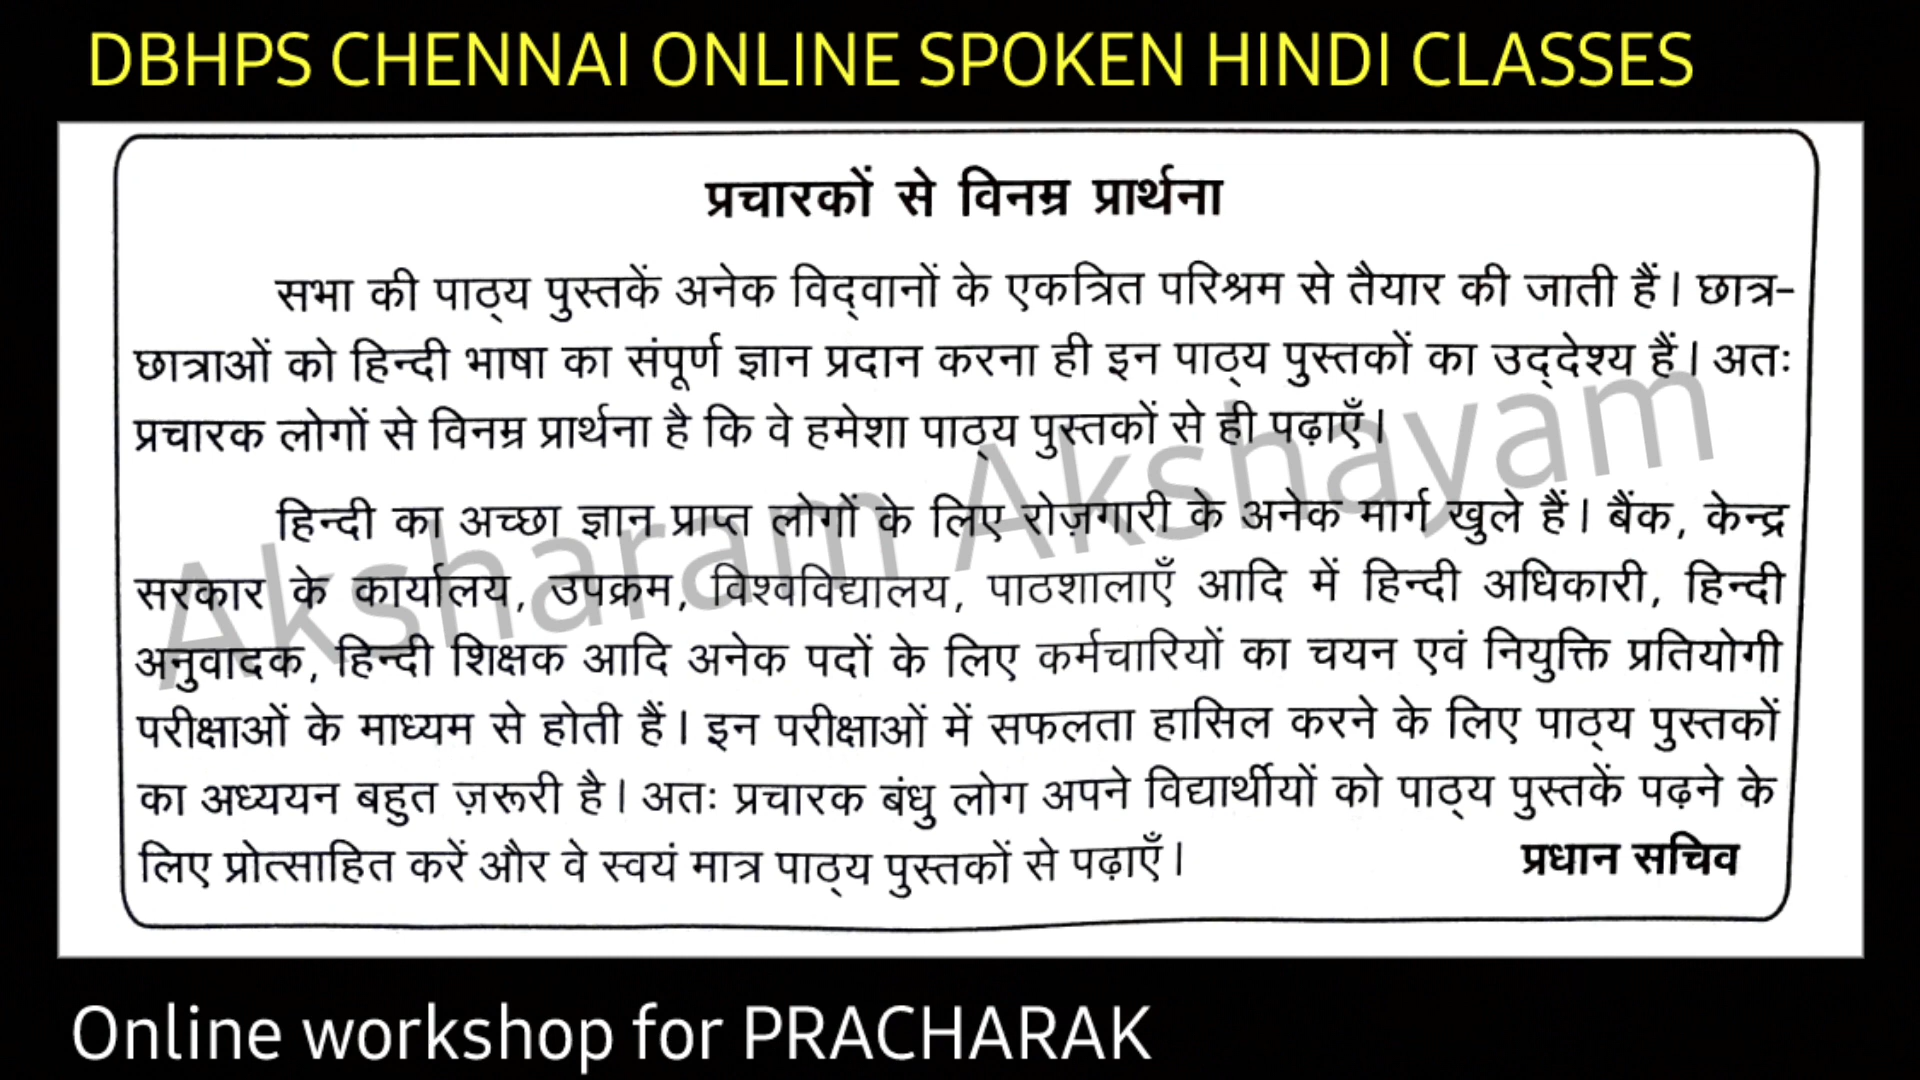 DBHPS CHENNAI ONLINE SPOKEN HINDI CLASSES
प्रचारकों से विनम्र प्रार्थना
सभा की पाठ्य पुस्तकें अनेक विद्‌वानों के एकत्रित परिश्रम से तैयार की जाती हैं। छात्र-
छात्राओं को हिन्दी भाषा का संपूर्ण ज्ञान प्रदान करना ही इन पाठ्य पुस्तकों का उद्‌देश्य हैं। अतः
प्रचारक लोगों से विनम्र प्रार्थना है कि वे हमेशा पाठ्य पुस्तकों से ही पढ़ाएँ।
हिन्दी का अच्छा ज्ञान प्राप्त लोगों के लिए रोज़गारी के अनेक मार्ग खुले हैं। बैंक, केन्द्र
सरकार के कार्यालय, उपक्रम, विश्वविद्यालय, पाठशालाएँ आदि में हिन्दी अधिकारी, हिन्दी
अनुवादक, हिन्दी शिक्षक आदि अनेक पदों के लिए कर्मचारियों का चयन एवं नियुक्ति प्रतियोगी
परीक्षाओं के माध्यम से होती हैं। इन परीक्षाओं में सफलता हासिल करने के लिए पाठ्य पुस्तकों
का अध्ययन बहुत ज़रूरी है। अतः प्रचारक बंधु लोग अपने विद्यार्थीयों को पाठ्य पुस्तकें पढ़ने के
लिए प्रोत्साहित करें और वे स्वयं मात्र पाठ्य पुस्तकों से पढ़ाएँ।
प्रधान सचिव
Aksharam Akshayam
Online workshop for PRACHARAK